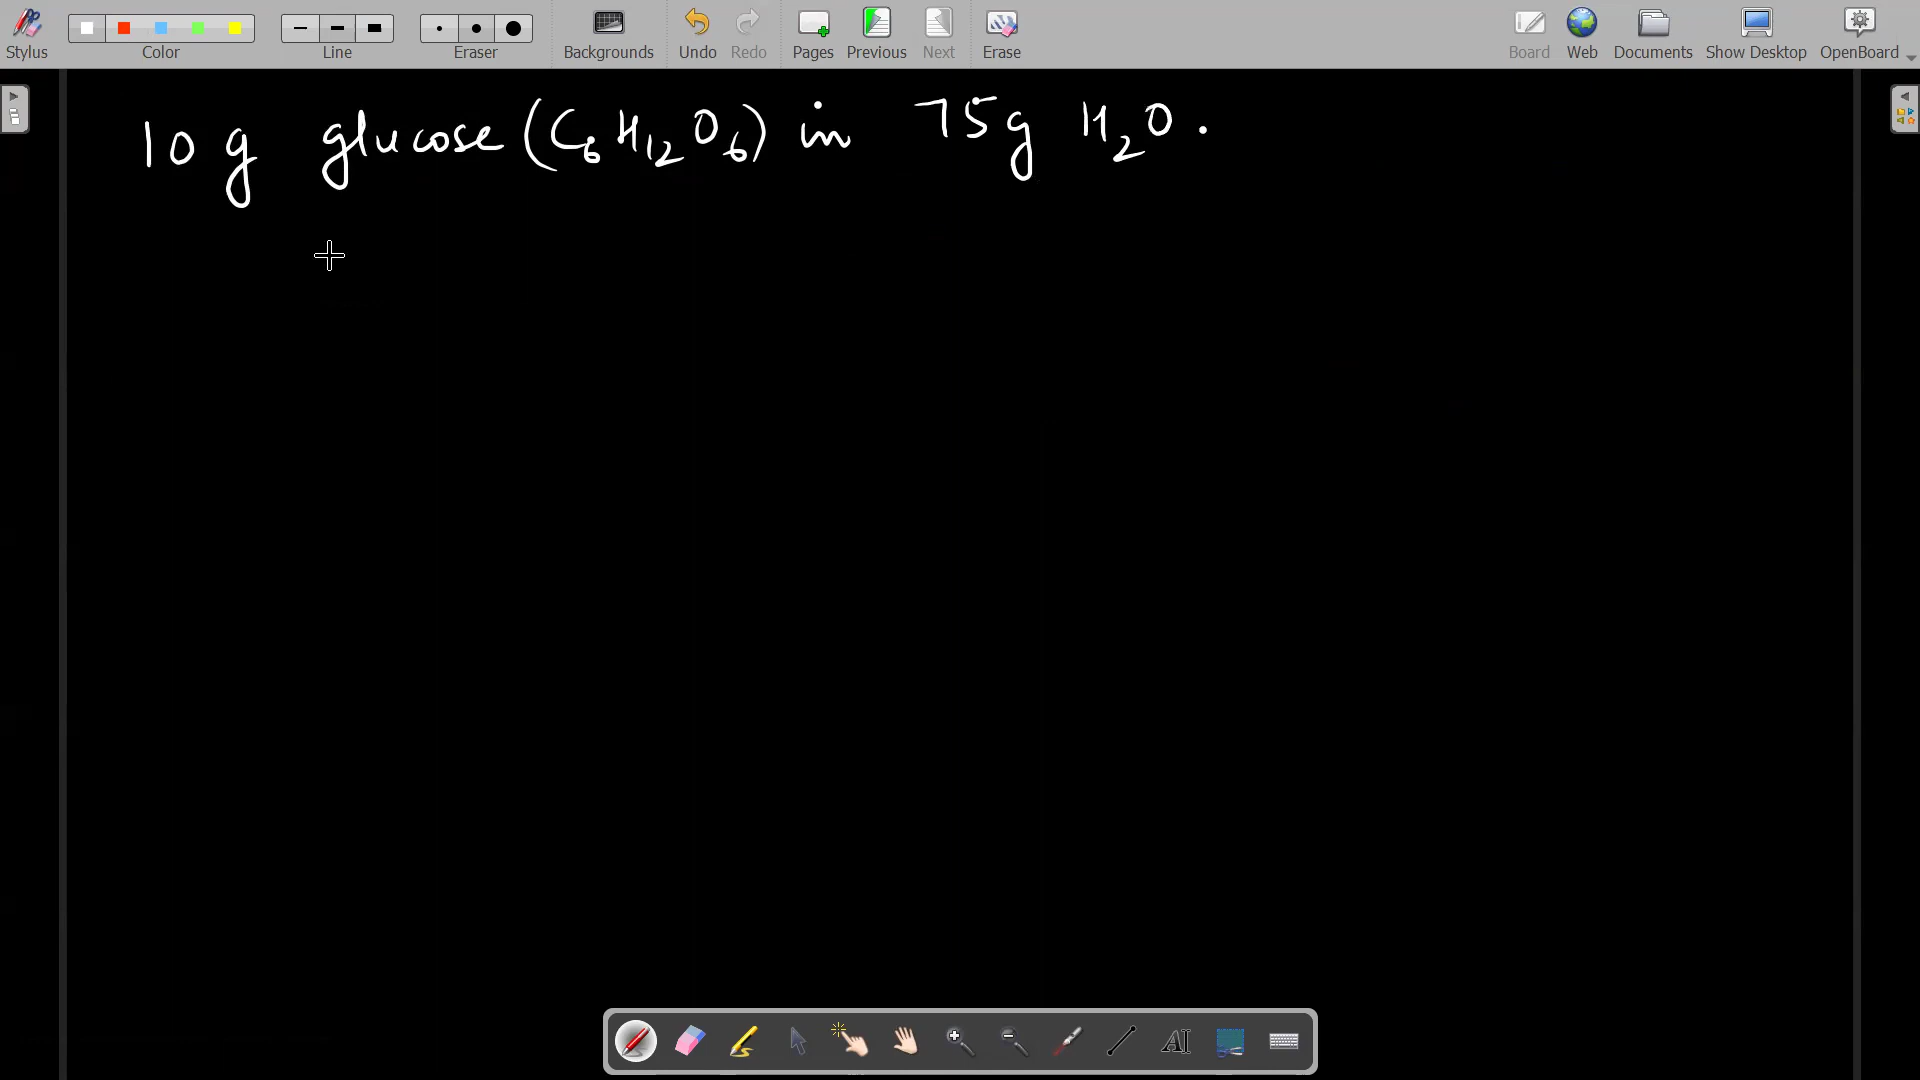 Stylus Color Line Eraser Backgrounds Undo Redo Pages Previous Next Erase Board Web Documents Show Desktop OpenBoard
10 g glucose (C₆H₁₂O₆) in 75g H₂O.
AI